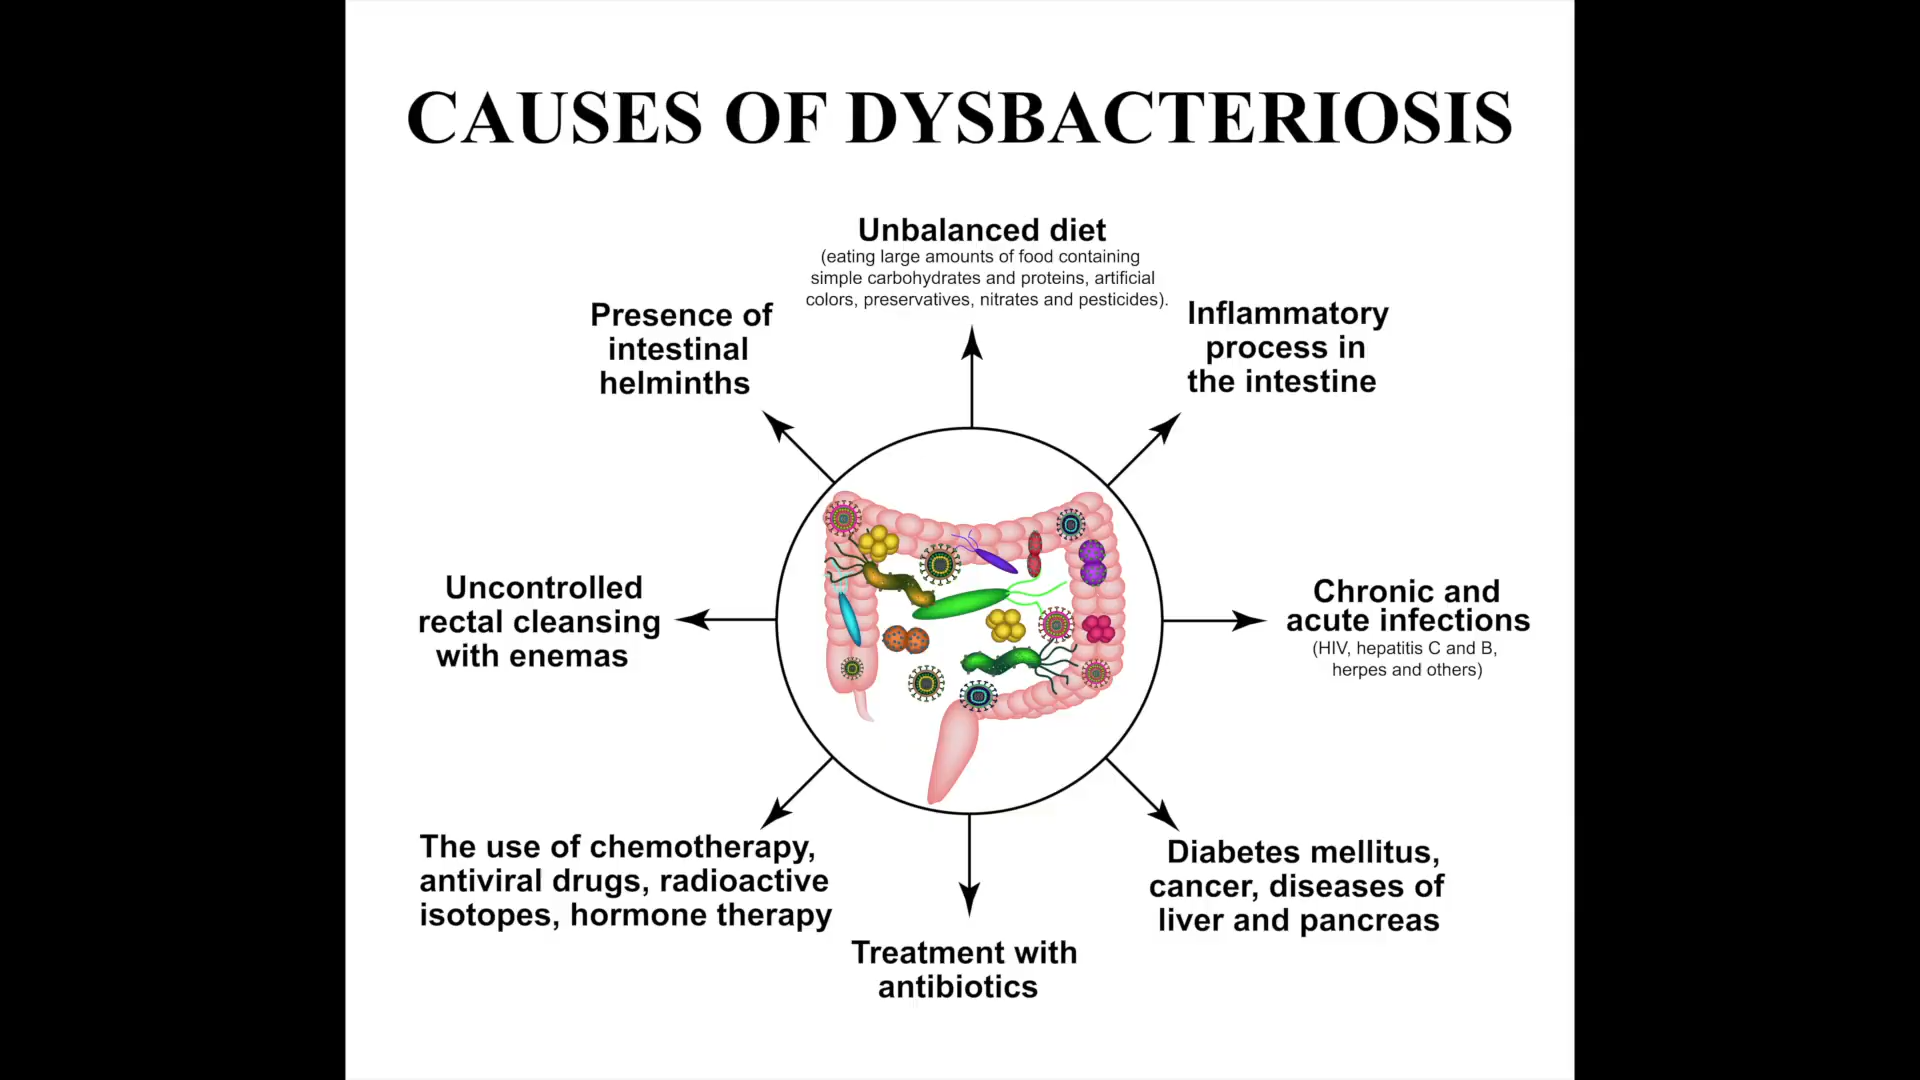 CAUSES OF DYSBACTERIOSIS
Unbalanced diet
(eating large amounts of food containing
simple carbohydrates and proteins, artificial
colors, preservatives, nitrates and pesticides).
Presence of
intestinal
helminths
Inflammatory
process in
the intestine
Uncontrolled
rectal cleansing
with enemas
Chronic and
acute infections
(HIV, hepatitis C and B,
herpes and others)
The use of chemotherapy,
antiviral drugs, radioactive
isotopes, hormone therapy
Diabetes mellitus,
cancer, diseases of
liver and pancreas
Treatment with
antibiotics